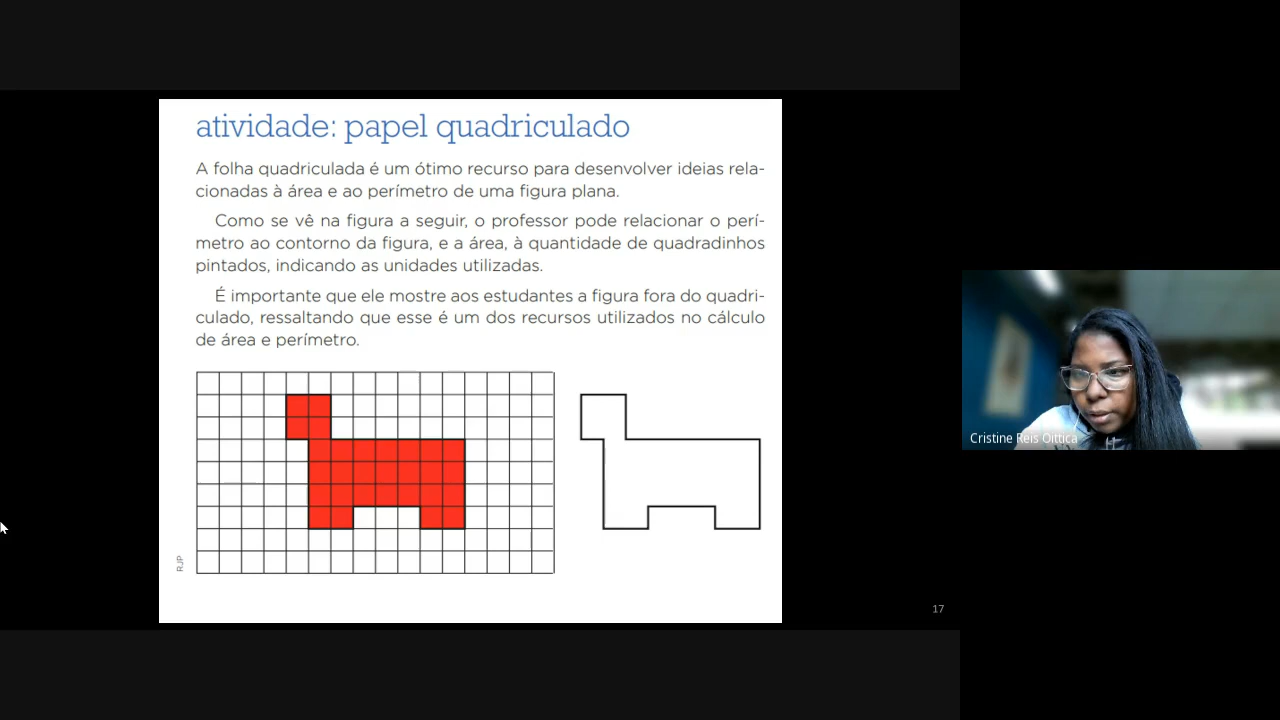 atividade: papel quadriculado
A folha quadriculada é um ótimo recurso para desenvolver ideias rela-
cionadas à área e ao perímetro de uma figura plana.
Como se vê na figura a seguir, o professor pode relacionar o perí-
metro ao contorno da figura, e a área, à quantidade de quadradinhos
pintados, indicando as unidades utilizadas.
É importante que ele mostre aos estudantes a figura fora do quadri-
culado, ressaltando que esse é um dos recursos utilizados no cálculo
de área e perímetro.
RJP
17
Cristine Reis Oittica